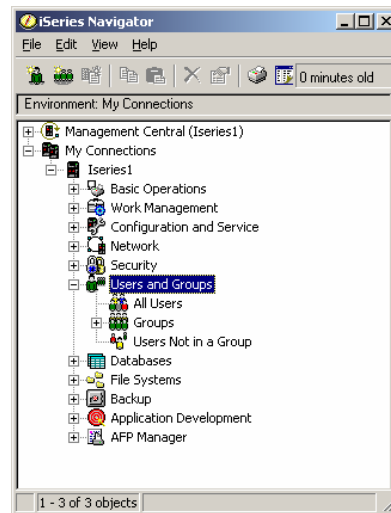 iSeries Navigator
File Edit View Help
0 minutes old
Environment: My Connections
Management Central (Iseries1)
My Connections
Iseries1
Basic Operations
Work Management
Configuration and Service
Network
Security
Users and Groups
All Users
Groups
Users Not in a Group
Databases
File Systems
Backup
Application Development
AFP Manager
1 - 3 of 3 objects